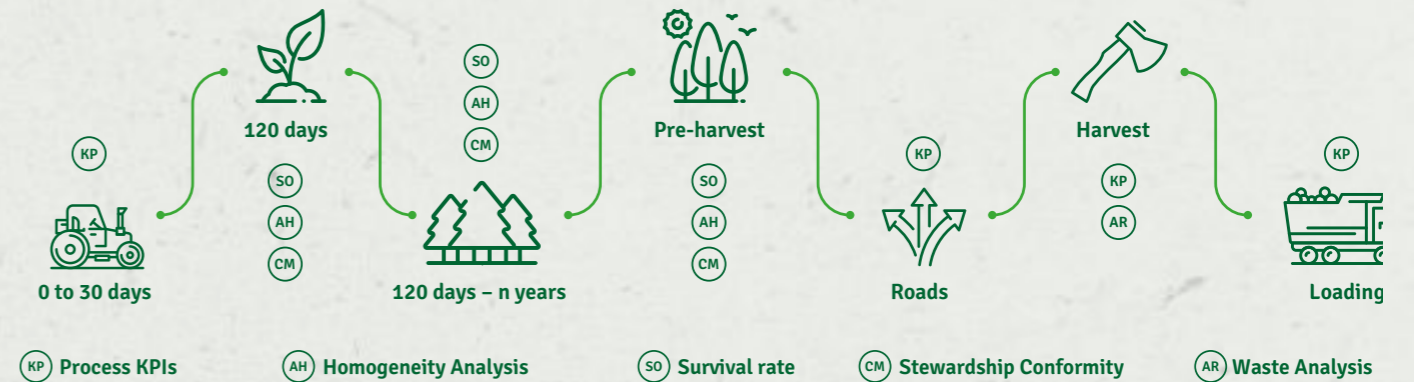 KP
0 to 30 days
120 days
SO
AH
CM
SO
AH
CM
120 days – n years
Pre-harvest
SO
AH
CM
KP
Roads
Harvest
KP
AR
KP
Loading
KP Process KPIs
AH Homogeneity Analysis
SO Survival rate
CM Stewardship Conformity
AR Waste Analysis